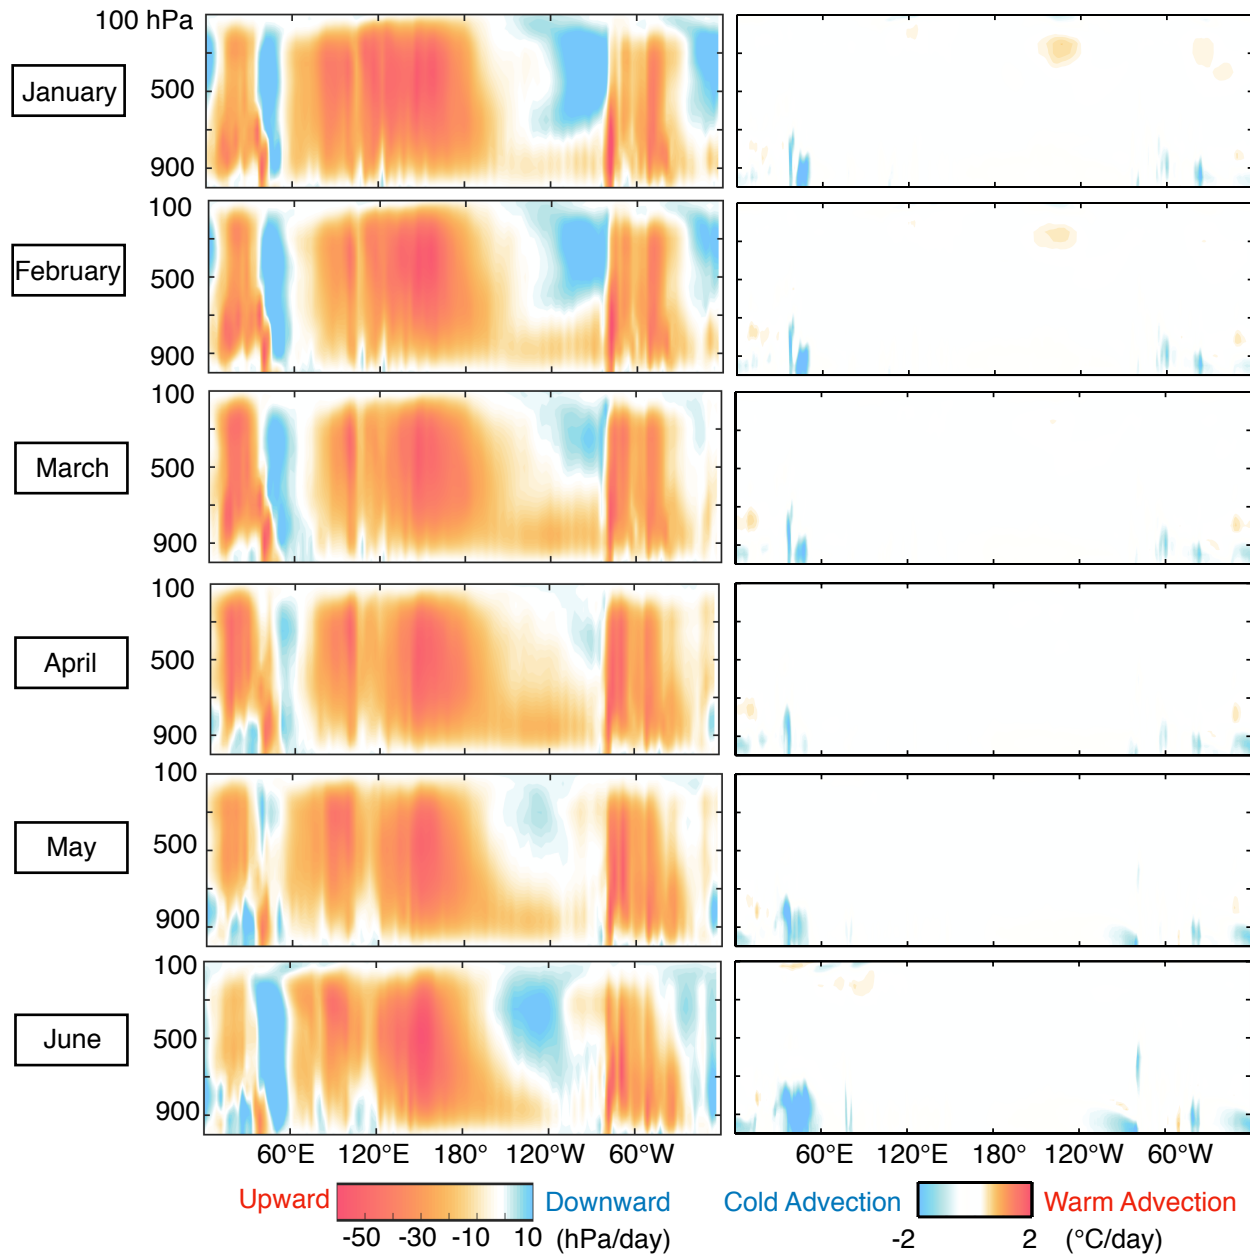 100 hPa
January
500
900
100
February
500
900
100
March
500
900
100
April
500
900
100
May
500
900
100
June
500
900
60°E 120°E 180° 120°W 60°W
60°E 120°E 180° 120°W 60°W
Upward Downward
-50 -30 -10 10 (hPa/day)
Cold Advection Warm Advection
-2 2 (°C/day)